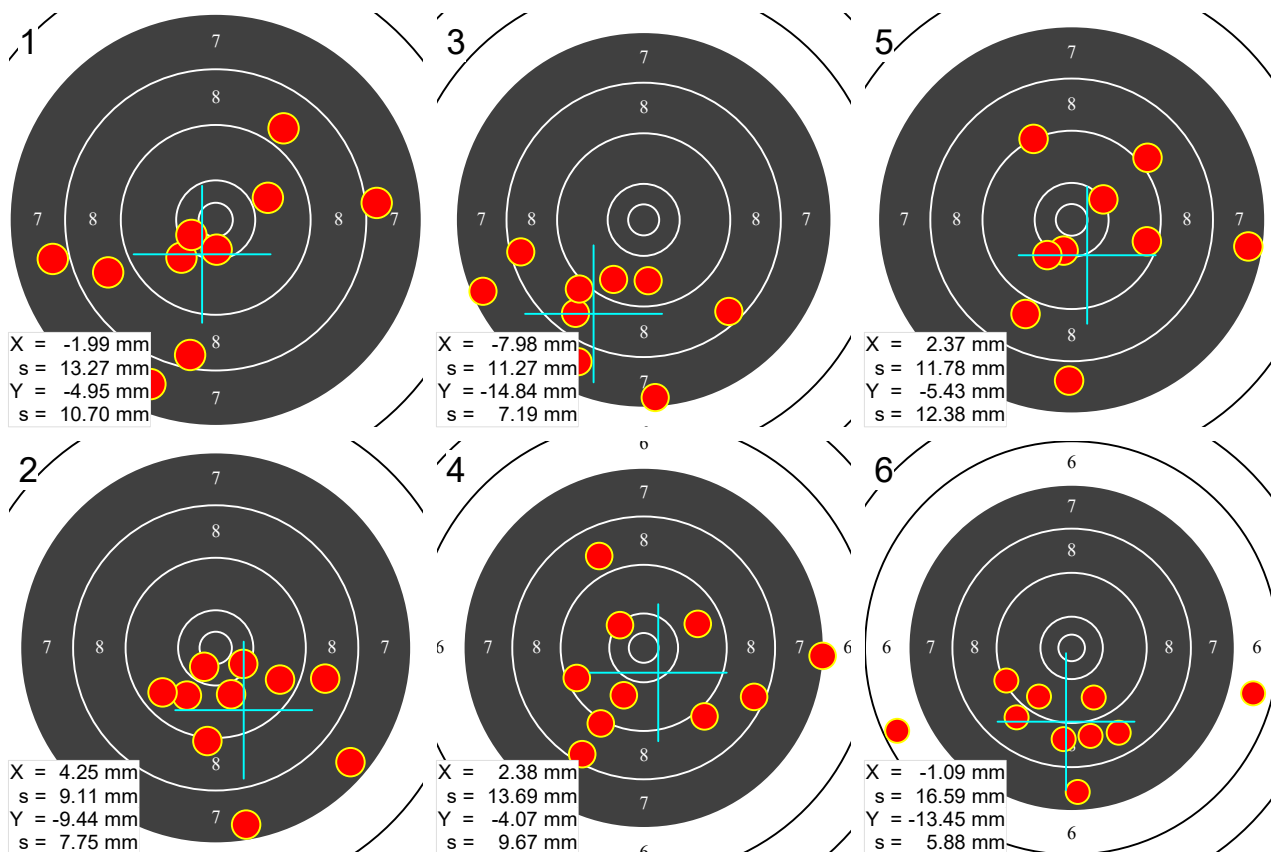 1
7
8
7 8 8 7
8
7
X = -1.99 mm
s = 13.27 mm
Y = -4.95 mm
s = 10.70 mm
3
7
8
7 8 8 7
8
7
X = -7.98 mm
s = 11.27 mm
Y = -14.84 mm
s = 7.19 mm
5
7
8
7 8 8 7
8
7
X = 2.37 mm
s = 11.78 mm
Y = -5.43 mm
s = 12.38 mm
2
7
8
7 8 8 7
8
7
X = 4.25 mm
s = 9.11 mm
Y = -9.44 mm
s = 7.75 mm
4
6
7
8
6 7 8 8 7 6
8
7
6
X = 2.38 mm
s = 13.69 mm
Y = -4.07 mm
s = 9.67 mm
6
6
7
8
6 7 8 8 7 6
8
6
X = -1.09 mm
s = 16.59 mm
Y = -13.45 mm
s = 5.88 mm